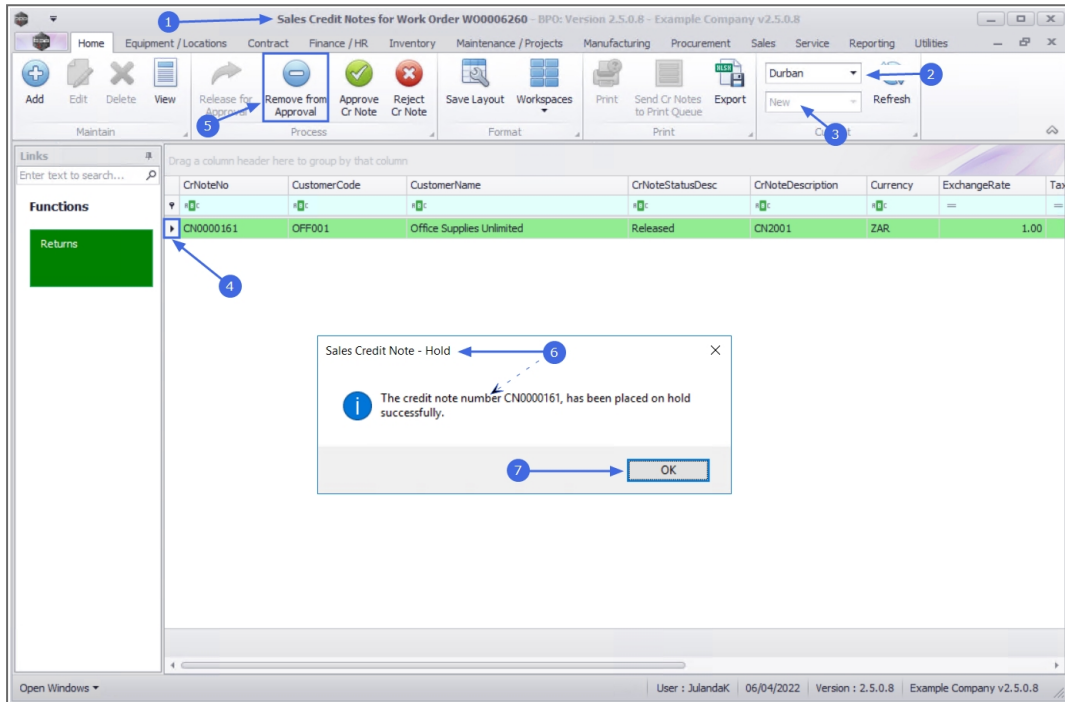 1
Sales Credit Notes for Work Order WO0006260 - BPO: Version 2.5.0.8 - Example Company v2.5.0.8
Home Equipment / Locations Contract Finance / HR Inventory Maintenance / Projects Manufacturing Procurement Sales Service Reporting Utilities
Add Edit Delete View Release for Approval Remove from Approval Approve Cr Note Reject Cr Note Save Layout Workspaces Print Send Cr Notes to Print Queue Export Durban New Refresh
2
3
5
Maintain Process Format Print
Links
Enter text to search...
Functions
Returns
Drag a column header here to group by that column
CrNoteNo CustomerCode CustomerName CrNoteStatusDesc CrNoteDescription Currency ExchangeRate Tax
CN0000161 OFF001 Office Supplies Unlimited Released CN2001 ZAR 1.00
4
Sales Credit Note - Hold
6
The credit note number CN0000161, has been placed on hold
successfully.
7
OK
Open Windows User : JulandaK 06/04/2022 Version : 2.5.0.8 Example Company v2.5.0.8